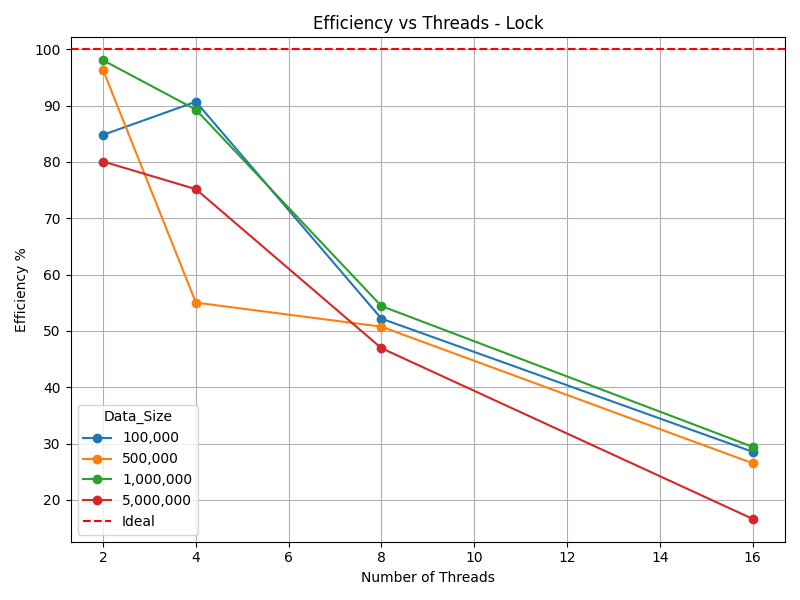 Efficiency vs Threads - Lock
100
90
80
70
60
50
40
30
20
Efficiency %
Data_Size
100,000
500,000
1,000,000
5,000,000
Ideal
2 4 6 8 10 12 14 16
Number of Threads